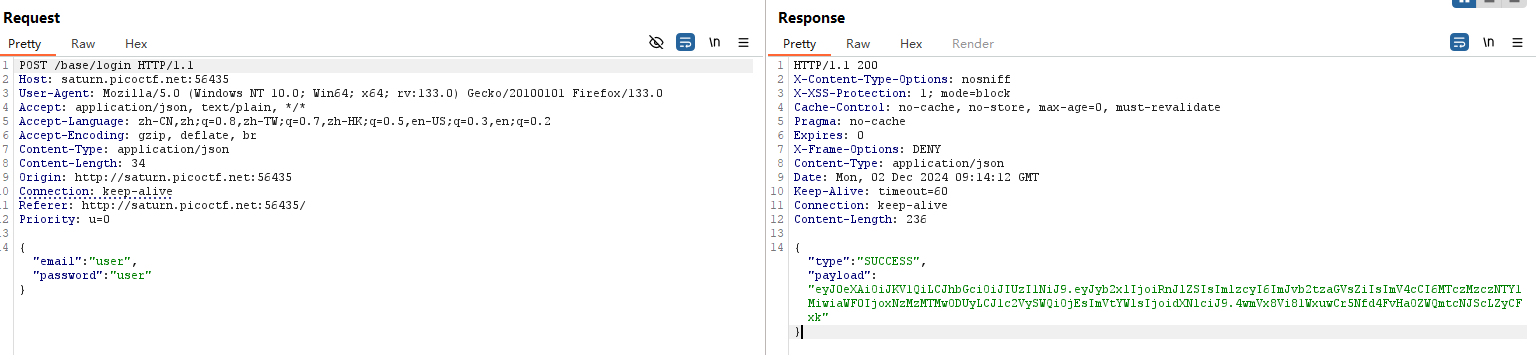 Request
Pretty Raw Hex \n
1 POST /base/login HTTP/1.1
2 Host: saturn.picoctf.net:56435
3 User-Agent: Mozilla/5.0 (Windows NT 10.0; Win64; x64; rv:133.0) Gecko/20100101 Firefox/133.0
4 Accept: application/json, text/plain, */*
5 Accept-Language: zh-CN,zh;q=0.8,zh-TW;q=0.7,zh-HK;q=0.5,en-US;q=0.3,en;q=0.2
6 Accept-Encoding: gzip, deflate, br
7 Content-Type: application/json
8 Content-Length: 34
9 Origin: http://saturn.picoctf.net:56435
10 Connection: keep-alive
11 Referer: http://saturn.picoctf.net:56435/
12 Priority: u=0
13
14 {
"email":"user",
"password":"user"
}
Response
Pretty Raw Hex Render \n
1 HTTP/1.1 200
2 X-Content-Type-Options: nosniff
3 X-XSS-Protection: 1; mode=block
4 Cache-Control: no-cache, no-store, max-age=0, must-revalidate
5 Pragma: no-cache
6 Expires: 0
7 X-Frame-Options: DENY
8 Content-Type: application/json
9 Date: Mon, 02 Dec 2024 09:14:12 GMT
10 Keep-Alive: timeout=60
11 Connection: keep-alive
12 Content-Length: 236
13
14 {
"type":"SUCCESS",
"payload":
xk"
}